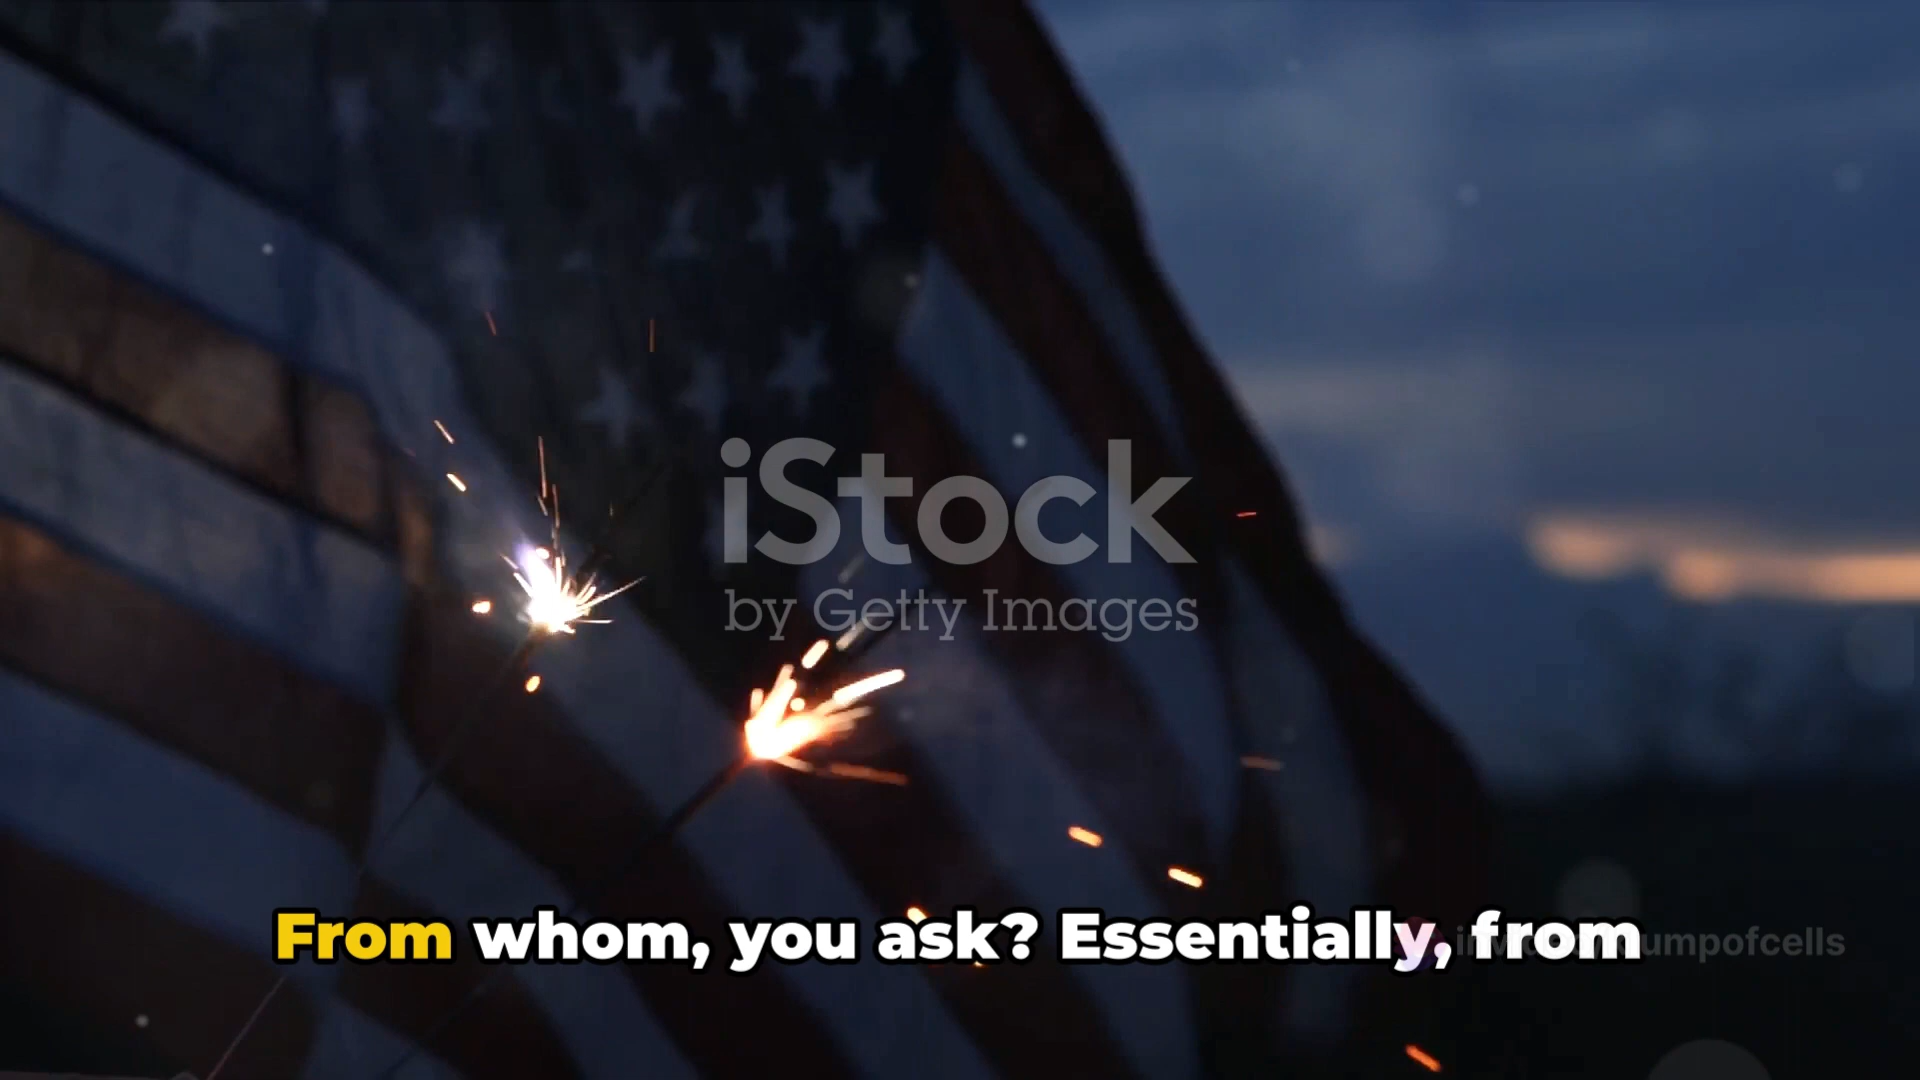 iStock
by Getty Images
From whom, you ask? Essentially, from